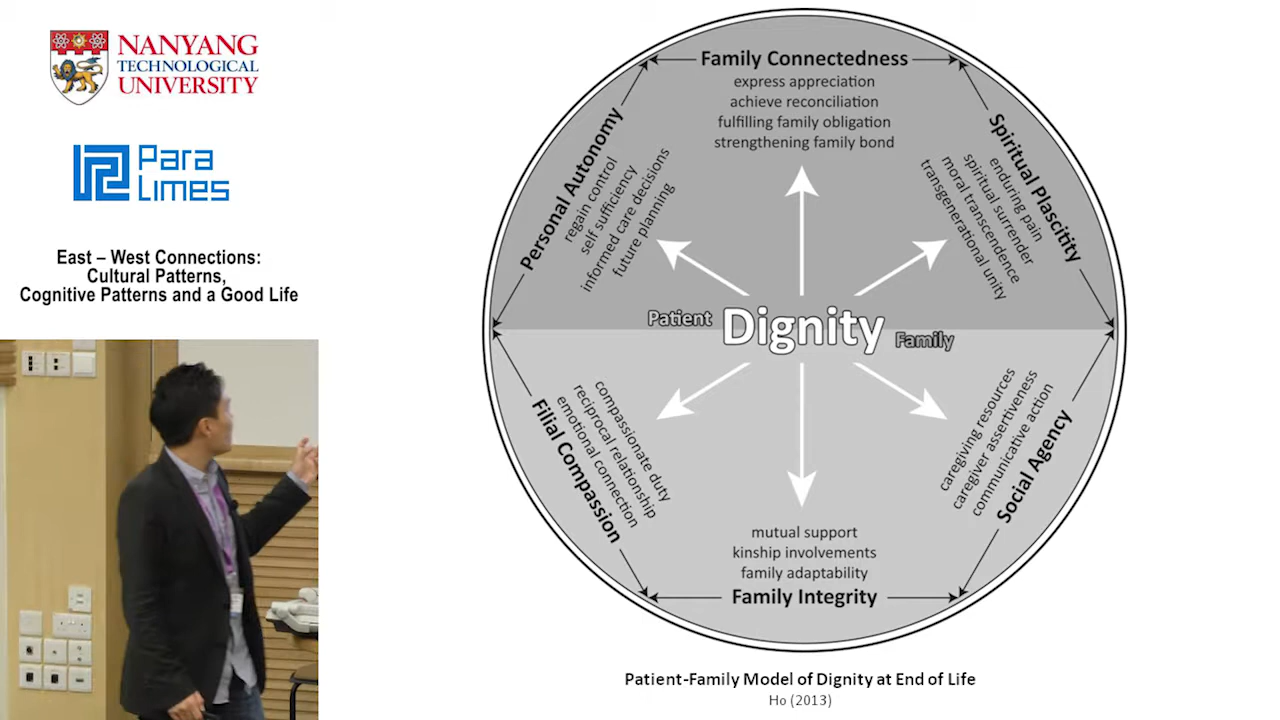 NANYANG
TECHNOLOGICAL
UNIVERSITY
Para
Limes
East – West Connections:
Cultural Patterns,
Cognitive Patterns and a Good Life
Family Connectedness
express appreciation
achieve reconciliation
fulfilling family obligation
strengthening family bond
Personal Autonomy
regain control
self sufficiency
informed care decisions
future planning
Spiritual Plascitity
enduring pain
spiritual surrender
moral transcendence
transgenerational unity
Patient
Dignity
Family
Filial Compassion
compassionate duty
reciprocal relationship
emotional connection
caregiving resources
caregiver assertiveness
communicative action
Social Agency
mutual support
kinship involvements
family adaptability
Family Integrity
Patient-Family Model of Dignity at End of Life
Ho (2013)